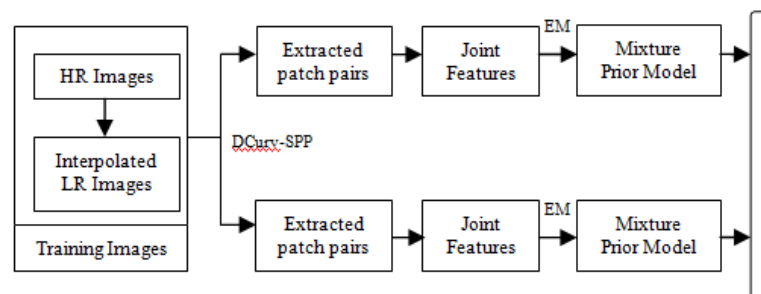 HR Images
Interpolated
LR Images
Training Images
DCurv-SPP
Extracted
patch pairs
Joint
Features
EM
Mixture
Prior Model
Extracted
patch pairs
Joint
Features
EM
Mixture
Prior Model